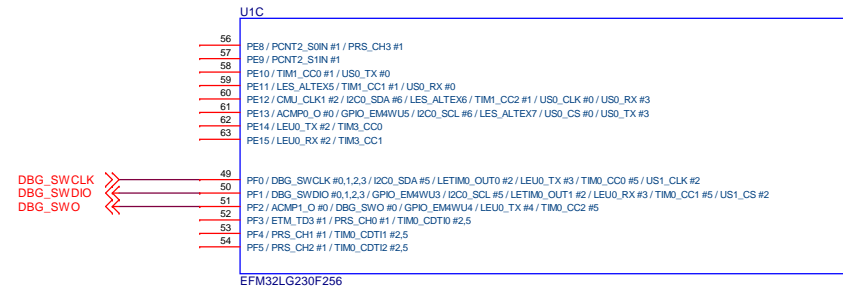 U1C
56 PE8 / PCNT2_S0IN #1 / PRS_CH3 #1
57 PE9 / PCNT2_S1IN #1
58 PE10 / TIM1_CC0 #1 / US0_TX #0
59 PE11 / LES_ALTEX5 / TIM1_CC1 #1 / US0_RX #0
60 PE12 / CMU_CLK1 #2 / I2C0_SDA #6 / LES_ALTEX6 / TIM1_CC2 #1 / US0_CLK #0 / US0_RX #3
61 PE13 / ACMP0_O #0 / GPIO_EM4WU5 / I2C0_SCL #6 / LES_ALTEX7 / US0_CS #0 / US0_TX #3
62 PE14 / LEU0_TX #2 / TIM3_CC0
63 PE15 / LEU0_RX #2 / TIM3_CC1
DBG_SWCLK 49 PF0 / DBG_SWCLK #0,1,2,3 / I2C0_SDA #5 / LETIM0_OUT0 #2 / LEU0_TX #3 / TIM0_CC0 #5 / US1_CLK #2
DBG_SWDIO 50 PF1 / DBG_SWDIO #0,1,2,3 / GPIO_EM4WU3 / I2C0_SCL #5 / LETIM0_OUT1 #2 / LEU0_RX #3 / TIM0_CC1 #5 / US1_CS #2
DBG_SWO 51 PF2 / ACMP1_O #0 / DBG_SWO #0 / GPIO_EM4WU4 / LEU0_TX #4 / TIM0_CC2 #5
52 PF3 / ETM_TD3 #1 / PRS_CH0 #1 / TIM0_CDTI0 #2,5
53 PF4 / PRS_CH1 #1 / TIM0_CDTI1 #2,5
54 PF5 / PRS_CH2 #1 / TIM0_CDTI2 #2,5
EFM32LG230F256